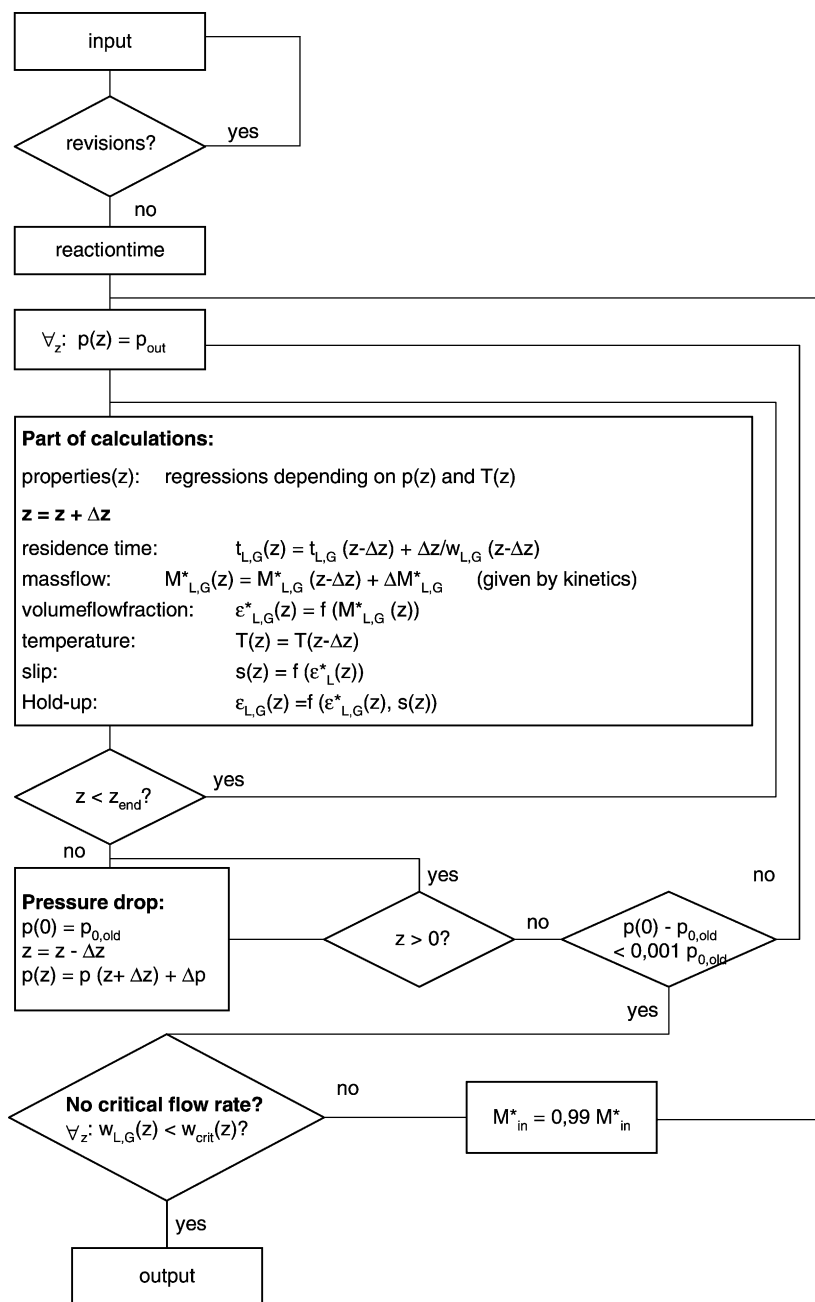 input
revisions?
yes
no
reactiontime
∀z: p(z) = pout
Part of calculations:
properties(z): regressions depending on p(z) and T(z)
z = z + Δz
residence time: tL,G(z) = tL,G (z-Δz) + Δz/wL,G (z-Δz)
massflow: M*L,G(z) = M*L,G (z-Δz) + ΔM*L,G (given by kinetics)
volumeflowfraction: ε*L,G(z) = f (M*L,G (z))
temperature: T(z) = T(z-Δz)
slip: s(z) = f (ε*L(z))
Hold-up: εL,G(z) =f (ε*L,G(z), s(z))
z < zend?
yes
no
Pressure drop:
p(0) = p0,old
z = z - Δz
p(z) = p (z+ Δz) + Δp
yes
z > 0?
no
no
p(0) - p0,old
< 0,001 p0,old
yes
No critical flow rate?
∀z: wL,G(z) < wcrit(z)?
no
M*in = 0,99 M*in
yes
output